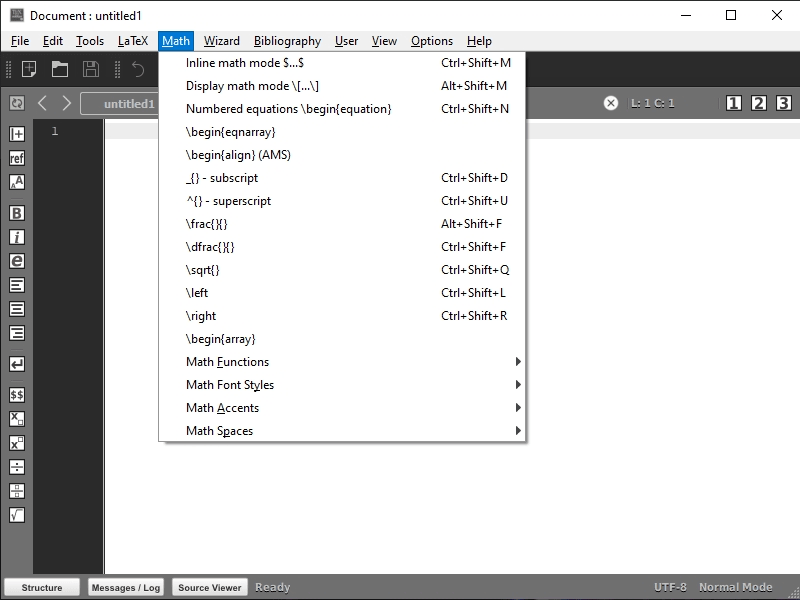 Document : untitled1
File Edit Tools LaTeX Math Wizard Bibliography User View Options Help
Inline math mode $...$ Ctrl+Shift+M
Display math mode \[...\] Alt+Shift+M
Numbered equations \begin{equation} Ctrl+Shift+N
\begin{eqnarray}
\begin{align} (AMS)
_{} - subscript Ctrl+Shift+D
^{} - superscript Ctrl+Shift+U
\frac{}{} Alt+Shift+F
\dfrac{}{} Ctrl+Shift+F
\sqrt{} Ctrl+Shift+Q
\left Ctrl+Shift+L
\right Ctrl+Shift+R
\begin{array}
Math Functions
Math Font Styles
Math Accents
Math Spaces
untitled1
L: 1 C: 1
1 2 3
1
ref
A A
B
i
e
$$
X
X
√
Structure Messages / Log Source Viewer Ready UTF-8 Normal Mode